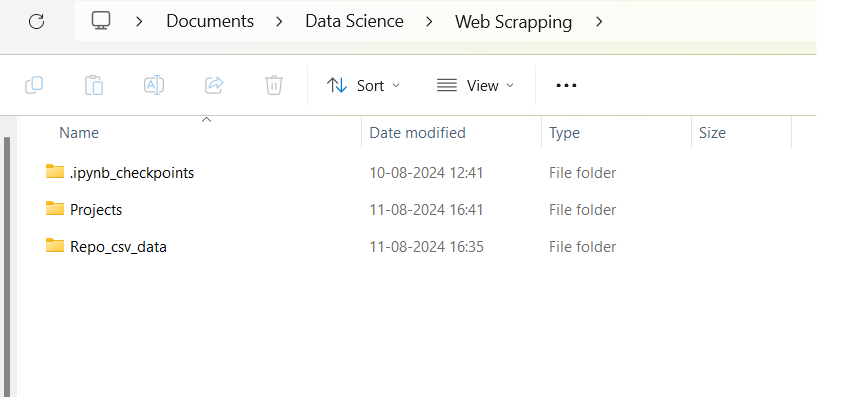 Documents > Data Science > Web Scrapping >
Sort View •••
Name Date modified Type Size
.ipynb_checkpoints 10-08-2024 12:41 File folder
Projects 11-08-2024 16:41 File folder
Repo_csv_data 11-08-2024 16:35 File folder